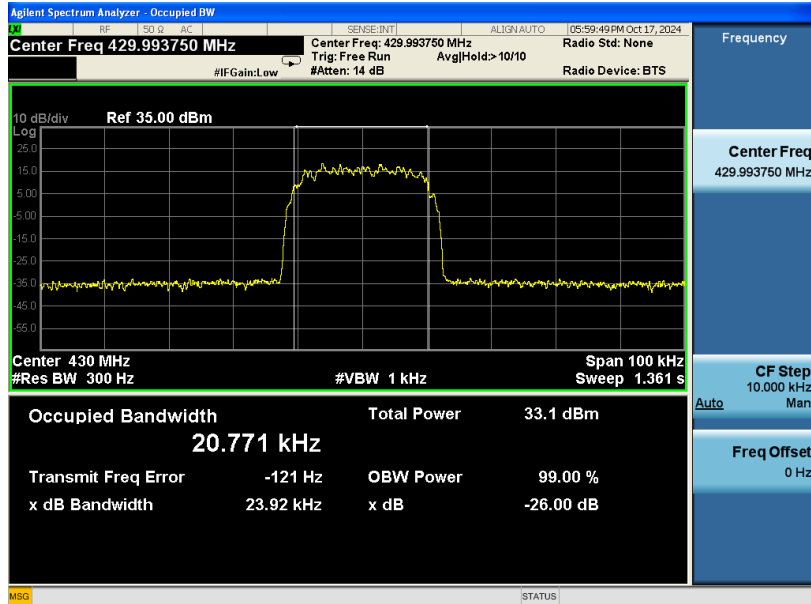 Agilent Spectrum Analyzer - Occupied BW
LXI RF 50 Ω AC SENSE:INT ALIGN AUTO 05:59:49 PM Oct 17, 2024
Center Freq 429.993750 MHz
Center Freq: 429.993750 MHz Radio Std: None
Trig: Free Run Avg|Hold:>10/10
#IFGain:Low #Atten: 14 dB Radio Device: BTS
10 dB/div Ref 35.00 dBm
Log
25.0
15.0
5.00
-5.00
-15.0
-25.0
-35.0
-45.0
-55.0
Center 430 MHz Span 100 kHz
#Res BW 300 Hz #VBW 1 kHz Sweep 1.361 s
Occupied Bandwidth Total Power 33.1 dBm
20.771 kHz
Transmit Freq Error -121 Hz OBW Power 99.00 %
x dB Bandwidth 23.92 kHz x dB -26.00 dB
MSG STATUS
Frequency
Center Freq
429.993750 MHz
CF Step
10.000 kHz
Auto Man
Freq Offset
0 Hz